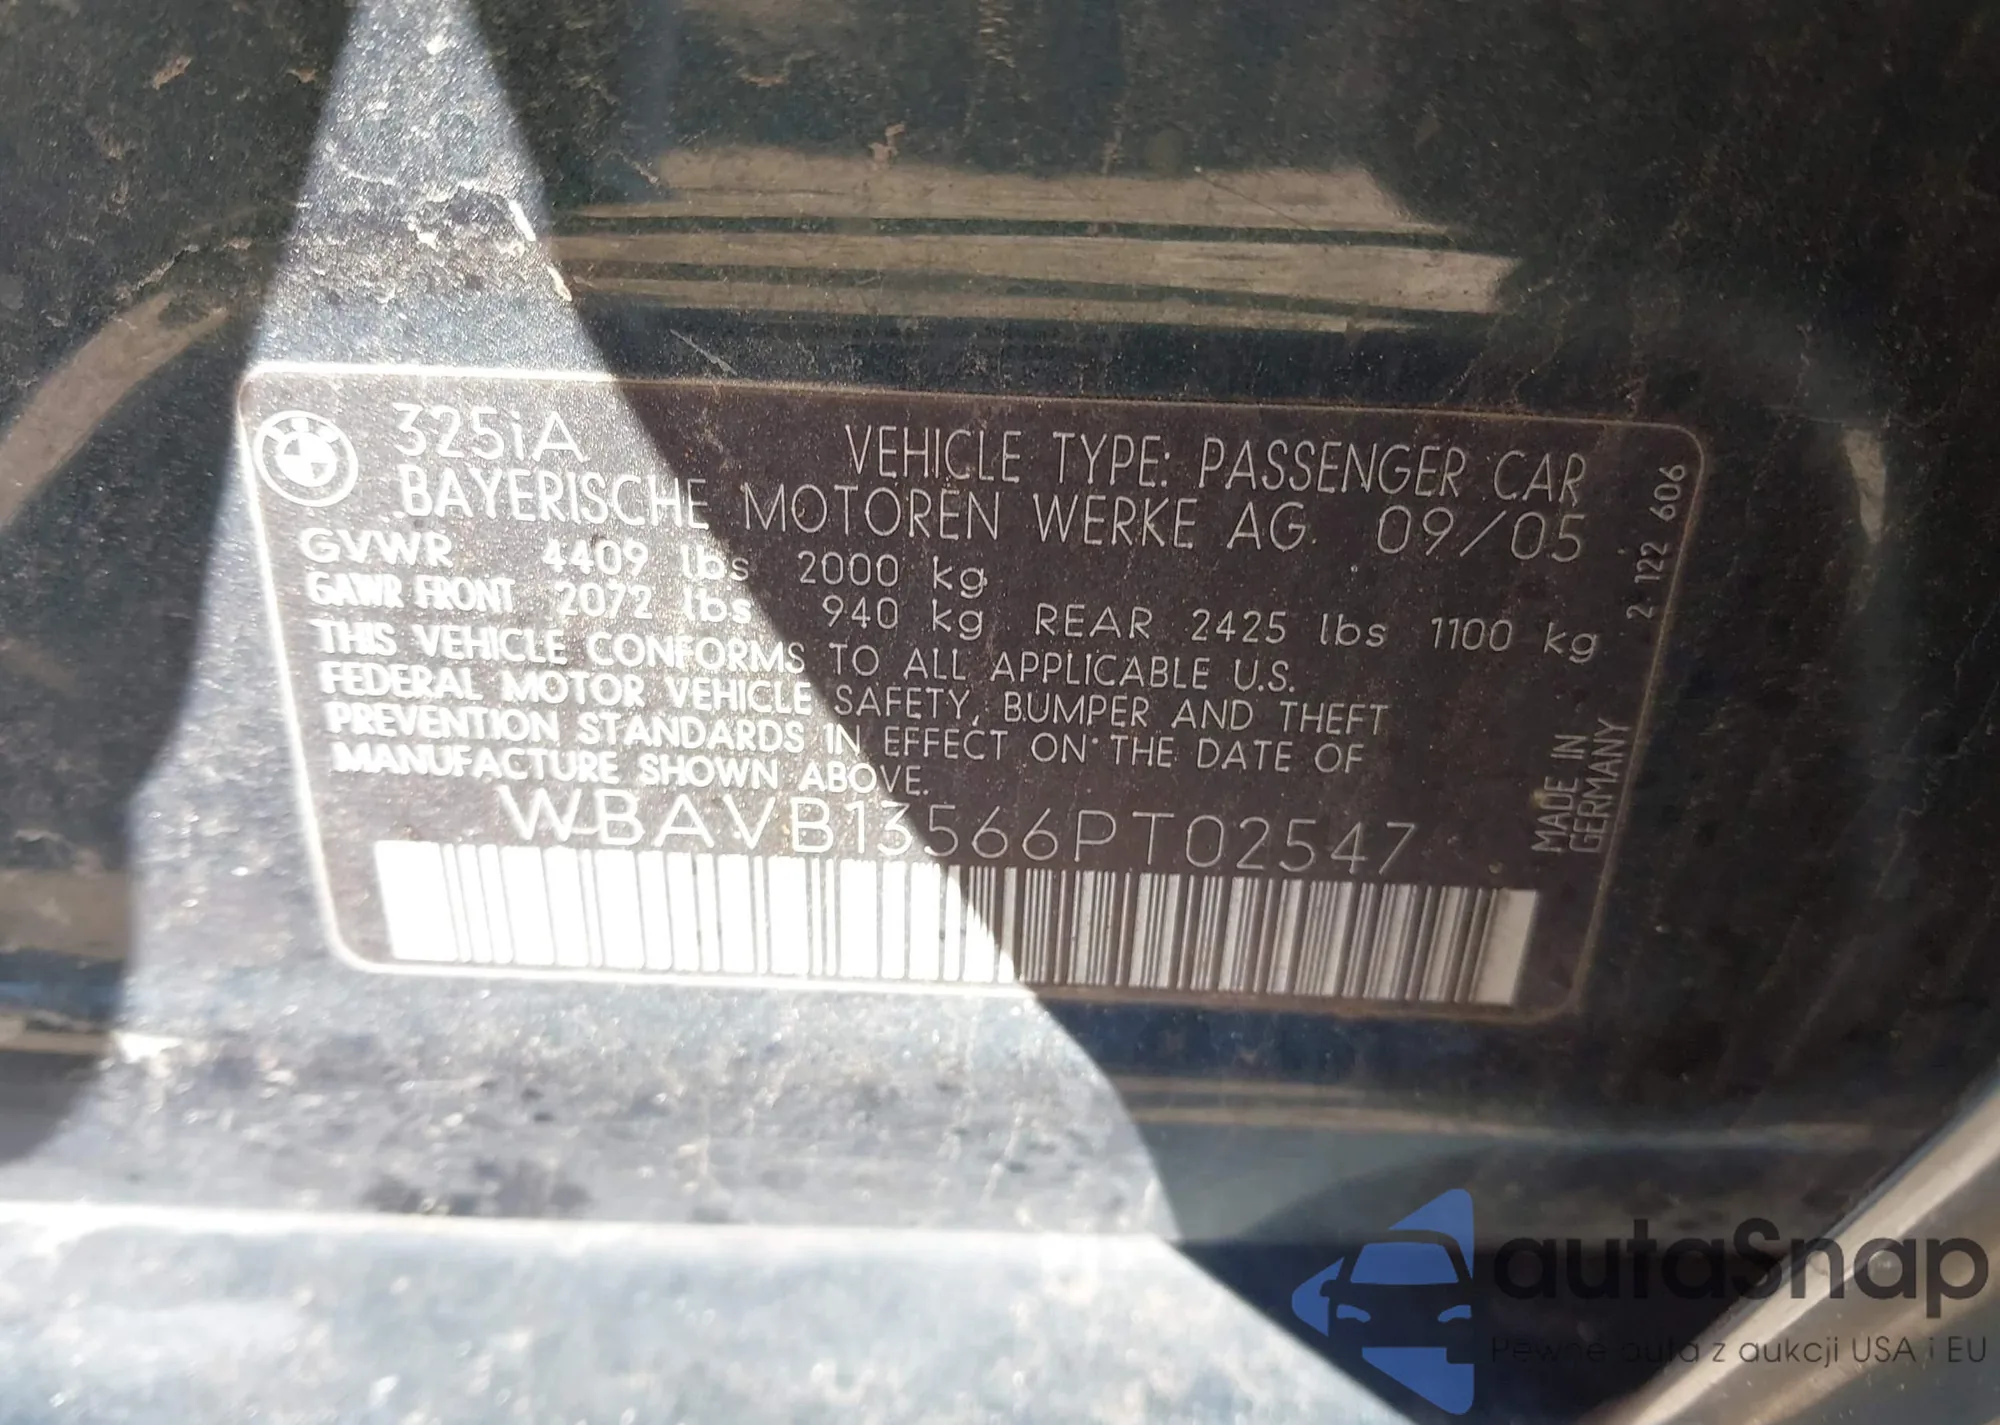 325iA
VEHICLE TYPE: PASSENGER CAR
BAYERISCHE MOTOREN WERKE AG 09/05
GVWR 4409 lbs 2000 kg
GAWR FRONT 2072 lbs 940 kg REAR 2425 lbs 1100 kg
THIS VEHICLE CONFORMS TO ALL APPLICABLE U.S.
FEDERAL MOTOR VEHICLE SAFETY, BUMPER AND THEFT
PREVENTION STANDARDS IN EFFECT ON THE DATE OF
MANUFACTURE SHOWN ABOVE.
WBAVB13566PT02547
2 122 606
MADE IN
GERMANY
autaSnap
Pewne auta z aukcji USA i EU